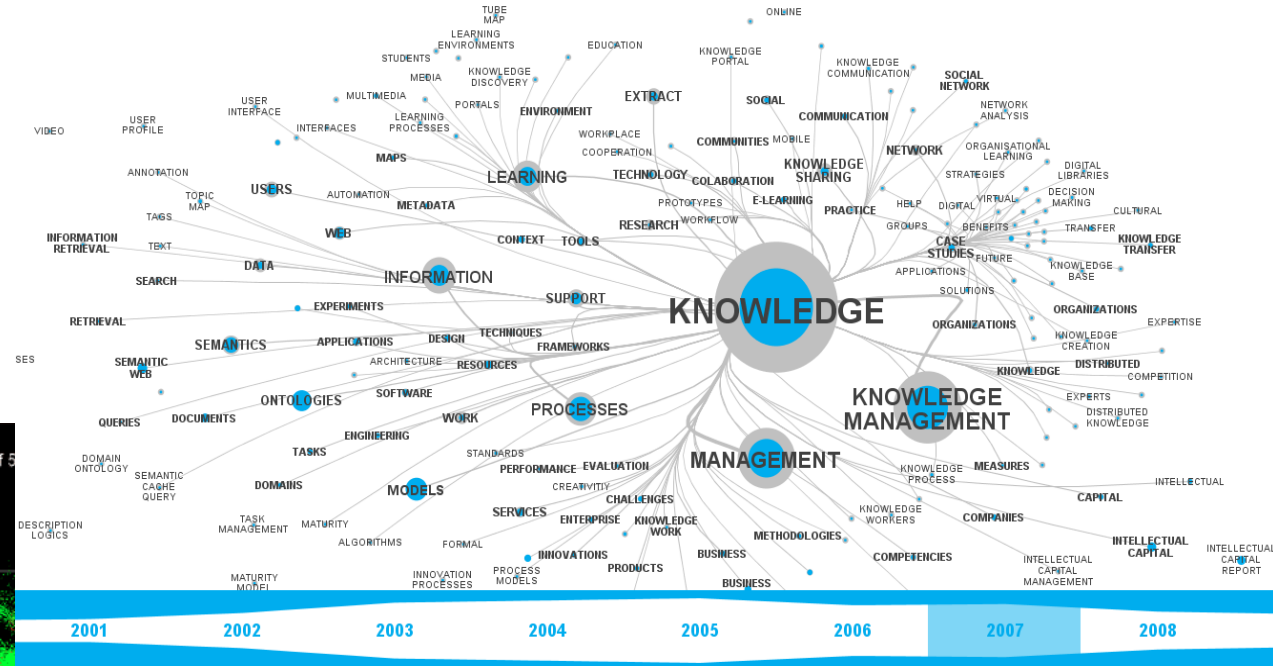 TUBE
MAP
ONLINE
LEARNING
ENVIRONMENTS
EDUCATION
STUDENTS
KNOWLEDGE
PORTAL
KNOWLEDGE
COMMUNICATION
MEDIA
KNOWLEDGE
DISCOVERY
SOCIAL
NETWORK
MULTIMEDIA
EXTRACT
SOCIAL
USER
INTERFACE
PORTALS
ENVIRONMENT
COMMUNICATION
NETWORK
ANALYSIS
VIDEO
USER
PROFILE
INTERFACES
LEARNING
PROCESSES
WORKPLACE
COMMUNITIES
MOBILE
NETWORK
ORGANISATIONAL
LEARNING
MAPS
COOPERATION
ANNOTATION
LEARNING
TECHNOLOGY
COLABORATION
KNOWLEDGE
SHARING
STRATEGIES
DIGITAL
LIBRARIES
TOPIC
MAP
USERS
AUTOMATION
METADATA
PROTOTYPES
E-LEARNING
PRACTICE
HELP
DIGITAL
VIRTUAL
DECISION
MAKING
TAGS
WORKFLOW
CULTURAL
INFORMATION
RETRIEVAL
TEXT
WEB
CONTEXT
TOOLS
RESEARCH
GROUPS
BENEFITS
TRANSFER
CASE
STUDIES
KNOWLEDGE
TRANSFER
DATA
FUTURE
KNOWLEDGE
BASE
SEARCH
INFORMATION
APPLICATIONS
SUPPORT
SOLUTIONS
EXPERIMENTS
KNOWLEDGE
ORGANIZATIONS
RETRIEVAL
ORGANIZATIONS
EXPERTISE
SEMANTICS
APPLICATIONS
DESIGN
TECHNIQUES
FRAMEWORKS
KNOWLEDGE
CREATION
SES
SEMANTIC
WEB
ARCHITECTURE
RESOURCES
KNOWLEDGE
DISTRIBUTED
COMPETITION
ONTOLOGIES
SOFTWARE
PROCESSES
KNOWLEDGE
MANAGEMENT
EXPERTS
QUERIES
DOCUMENTS
WORK
DISTRIBUTED
KNOWLEDGE
ENGINEERING
TASKS
STANDARDS
MANAGEMENT
f 5
DOMAIN
ONTOLOGY
PERFORMANCE
EVALUATION
KNOWLEDGE
PROCESS
MEASURES
SEMANTIC
CACHE
QUERY
DOMAINS
MODELS
CREATIVITIY
CHALLENGES
CAPITAL
INTELLECTUAL
DESCRIPTION
LOGICS
TASK
MANAGEMENT
MATURITY
SERVICES
ENTERPRISE
KNOWLEDGE
WORK
KNOWLEDGE
WORKERS
COMPANIES
METHODOLOGIES
ALGORITHMS
FORMAL
INNOVATIONS
BUSINESS
COMPETENCIES
INTELLECTUAL
CAPITAL
INTELLECTUAL
CAPITAL
REPORT
PRODUCTS
INTELLECTUAL
CAPITAL
MANAGEMENT
MATURITY
MODEL
INNOVATION
PROCESSES
PROCESS
MODELS
BUSINESS
2001 2002 2003 2004 2005 2006 2007 2008